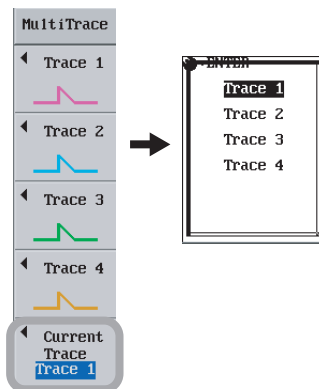 MultiTrace
Trace 1
Trace 2
Trace 3
Trace 4
Current
Trace
Trace 1
:ENTER
Trace 1
Trace 2
Trace 3
Trace 4